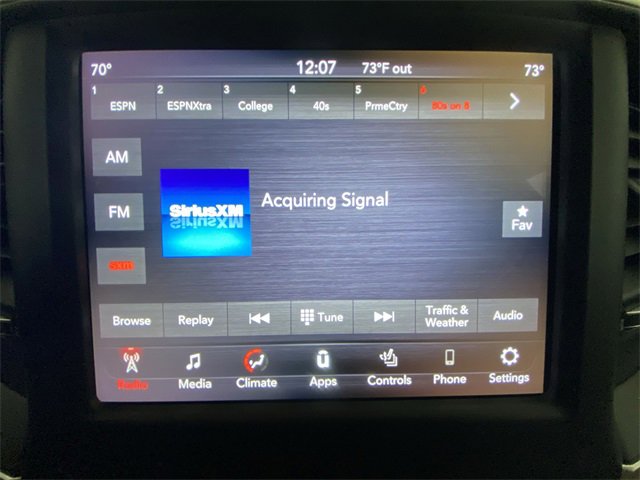 70° 12:07 73°F out 73°
1 ESPN 2 ESPNXtra 3 College 4 40s 5 PrmeCtry 6 80s on 8
AM
FM
SXM
SiriusXM
Acquiring Signal
Fav
Browse Replay Tune Traffic & Weather Audio
Radio Media Climate Apps Controls Phone Settings